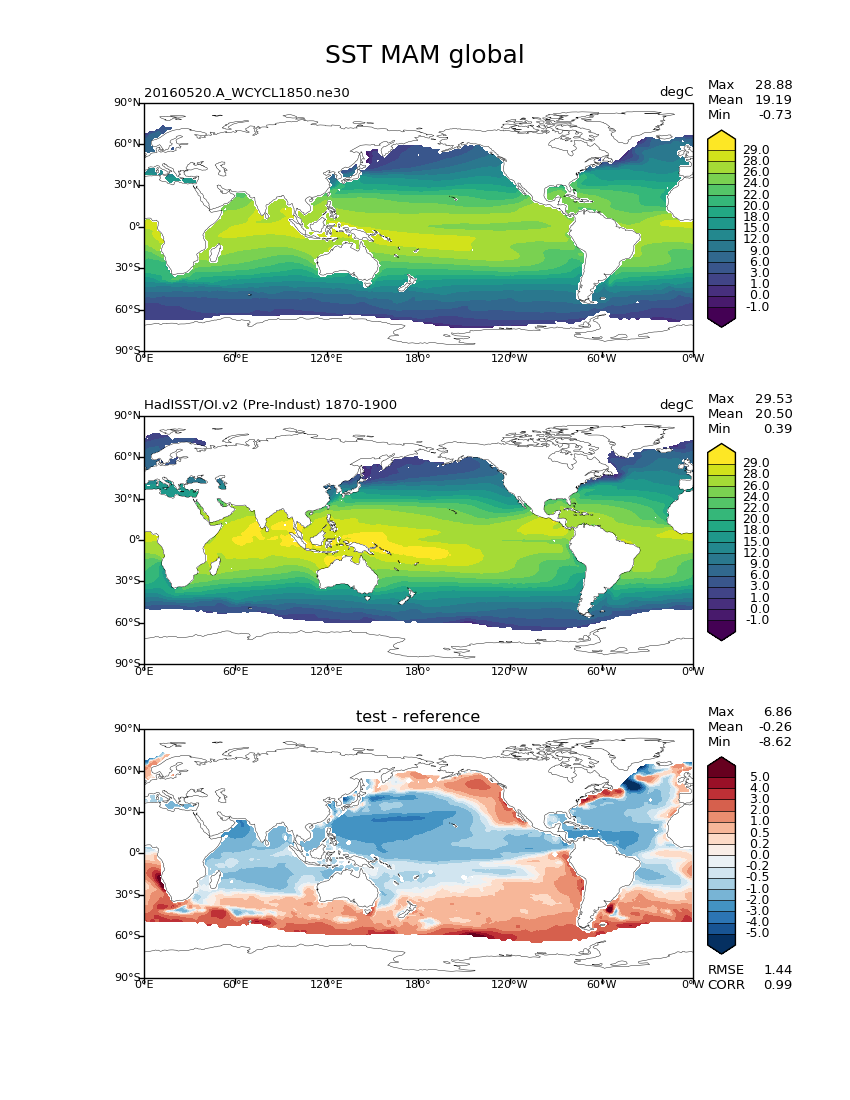 SST MAM global
20160520.A_WCYCL1850.ne30 degC
Max 28.88
Mean 19.19
Min -0.73
90°N
60°N
30°N
0°
30°S
60°S
90°S
0°E 60°E 120°E 180° 120°W 60°W 0°W
29.0
28.0
26.0
24.0
22.0
20.0
18.0
15.0
12.0
9.0
6.0
3.0
1.0
0.0
-1.0
HadISST/OI.v2 (Pre-Indust) 1870-1900 degC
Max 29.53
Mean 20.50
Min 0.39
90°N
60°N
30°N
0°
30°S
60°S
90°S
0°E 60°E 120°E 180° 120°W 60°W 0°W
29.0
28.0
26.0
24.0
22.0
20.0
18.0
15.0
12.0
9.0
6.0
3.0
1.0
0.0
-1.0
test - reference
Max 6.86
Mean -0.26
Min -8.62
90°N
60°N
30°N
0°
30°S
60°S
90°S
0°E 60°E 120°E 180° 120°W 60°W 0°W
5.0
4.0
3.0
2.0
1.0
0.5
0.2
0.0
-0.2
-0.5
-1.0
-2.0
-3.0
-4.0
-5.0
RMSE 1.44
CORR 0.99